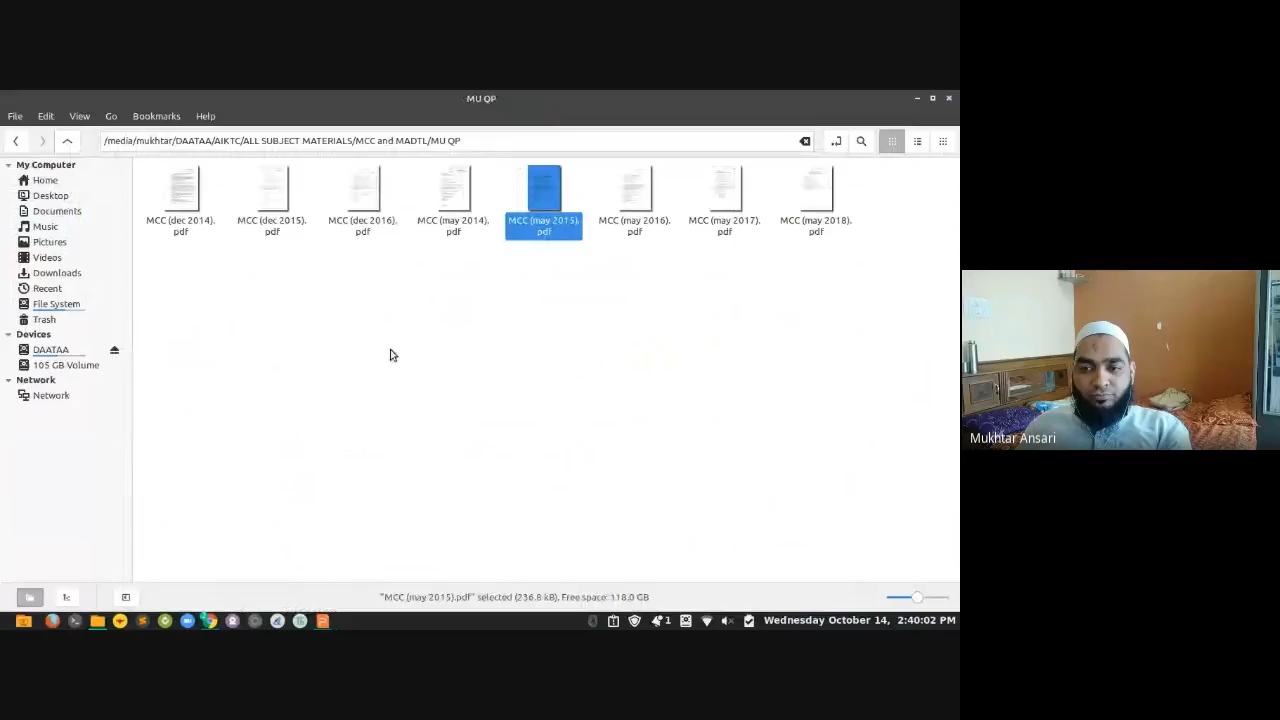 MU QP
File Edit View Go Bookmarks Help
/media/mukhtar/DAATAA/AIKTC/ALL SUBJECT MATERIALS/MCC and MADTL/MU QP
My Computer
Home
Desktop
Documents
Music
Pictures
Videos
Downloads
Recent
File System
Trash
Devices
DAATAA
105 GB Volume
Network
Network
MCC (dec 2014).
pdf
MCC (dec 2015).
pdf
MCC (dec 2016).
pdf
MCC (may 2014).
pdf
MCC (may 2015).
pdf
MCC (may 2016).
pdf
MCC (may 2017).
pdf
MCC (may 2018).
pdf
Mukhtar Ansari
"MCC (may 2015).pdf" selected (236.8 kB), Free space: 118.0 GB
1
Wednesday October 14, 2:40:02 PM